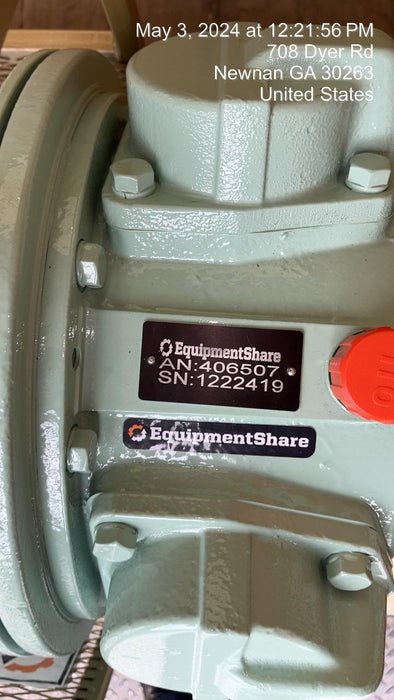 May 3, 2024 at 12:21:56 PM
708 Dyer Rd
Newnan GA 30263
United States
EquipmentShare
AN:406507
SN:1222419
OIL
EquipmentShare